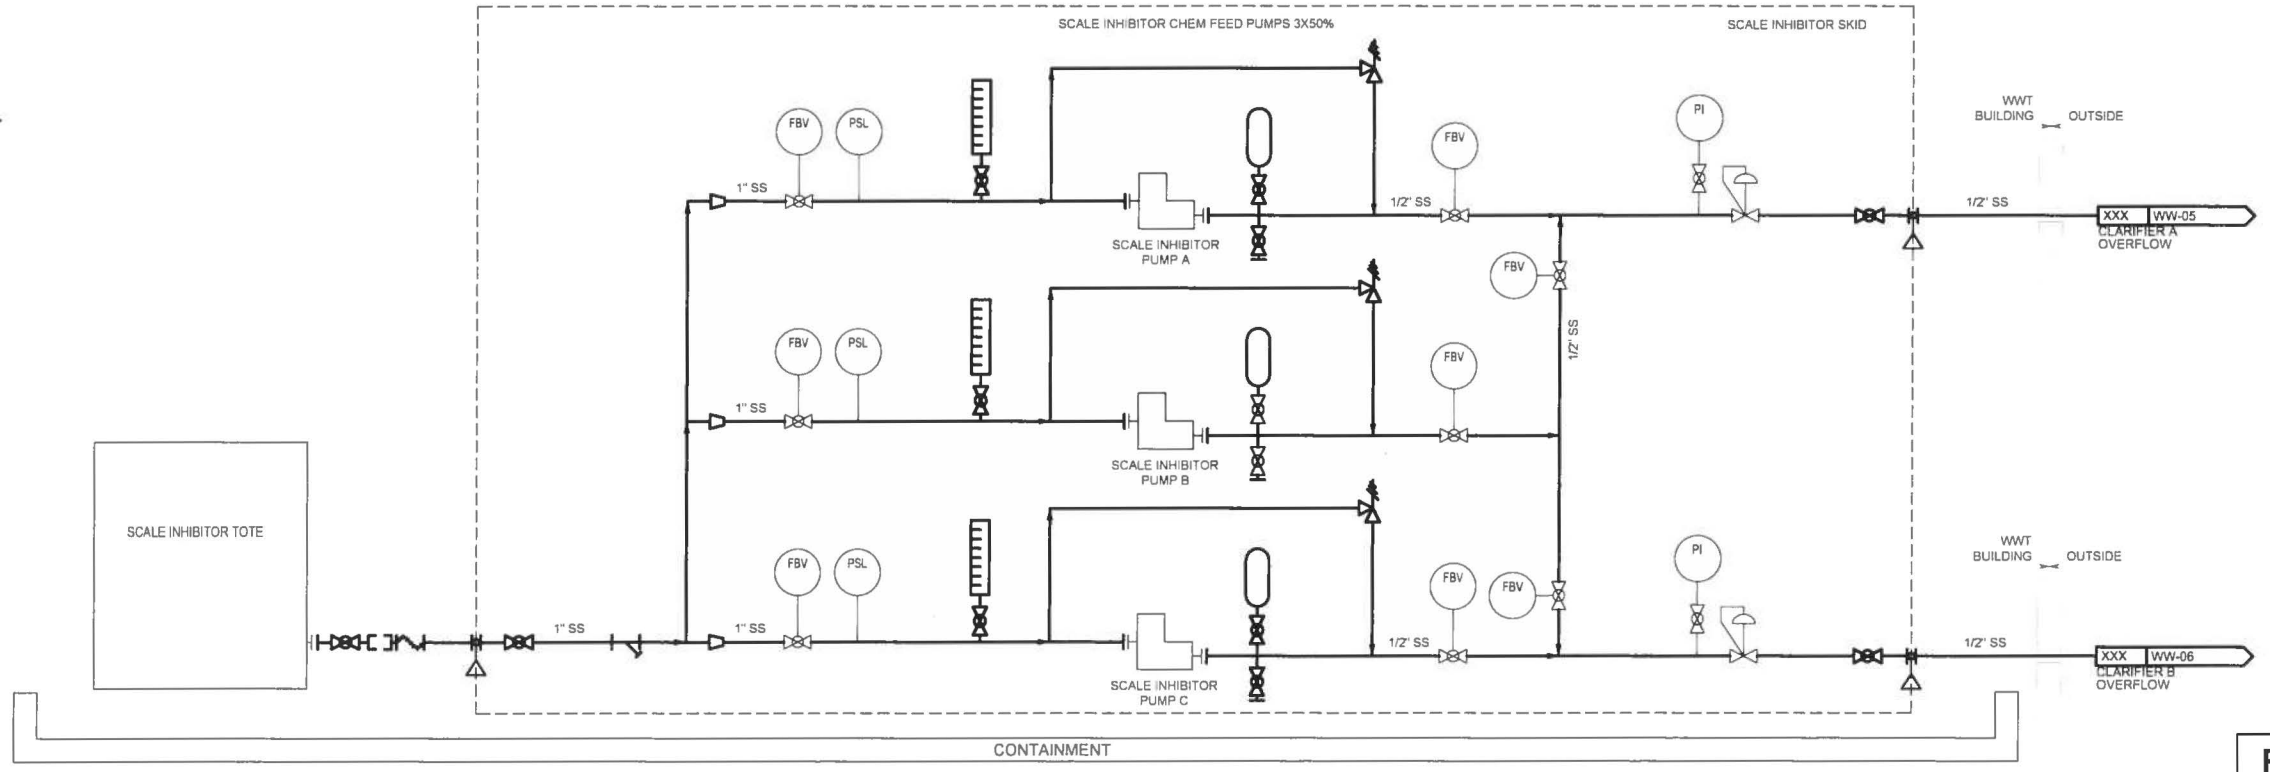 SCALE INHIBITOR CHEM FEED PUMPS 3X50%
SCALE INHIBITOR SKID
WWT
BUILDING
OUTSIDE
FBV
PSL
FBV
PI
1" SS
1/2" SS
1/2" SS
XXX
WW-05
CLARIFIER A
OVERFLOW
SCALE INHIBITOR
PUMP A
FBV
1/2" SS
FBV
PSL
FBV
1" SS
SCALE INHIBITOR
PUMP B
SCALE INHIBITOR TOTE
WWT
BUILDING
OUTSIDE
FBV
PSL
FBV
FBV
PI
1" SS
1" SS
1/2" SS
1/2" SS
XXX
WW-06
CLARIFIER B
OVERFLOW
SCALE INHIBITOR
PUMP C
CONTAINMENT